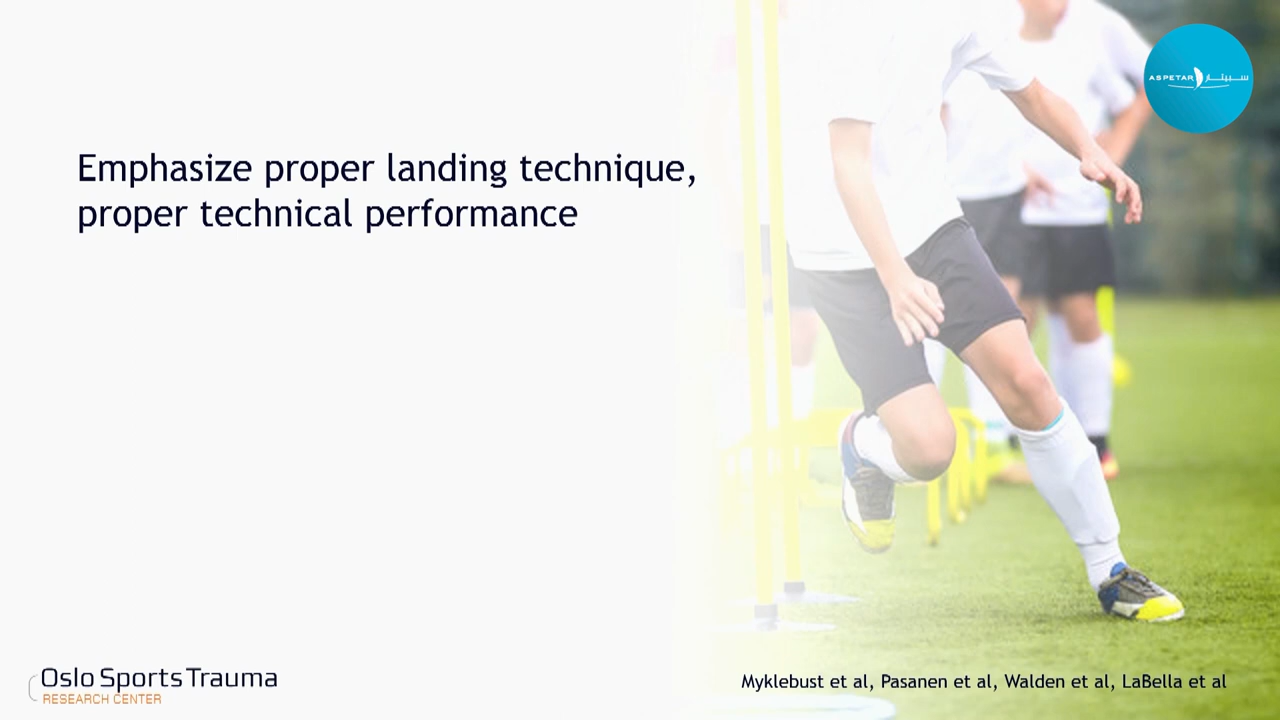 ASPETAR سبيتار
Emphasize proper landing technique,
proper technical performance
Oslo Sports Trauma
RESEARCH CENTER
Myklebust et al, Pasanen et al, Walden et al, LaBella et al